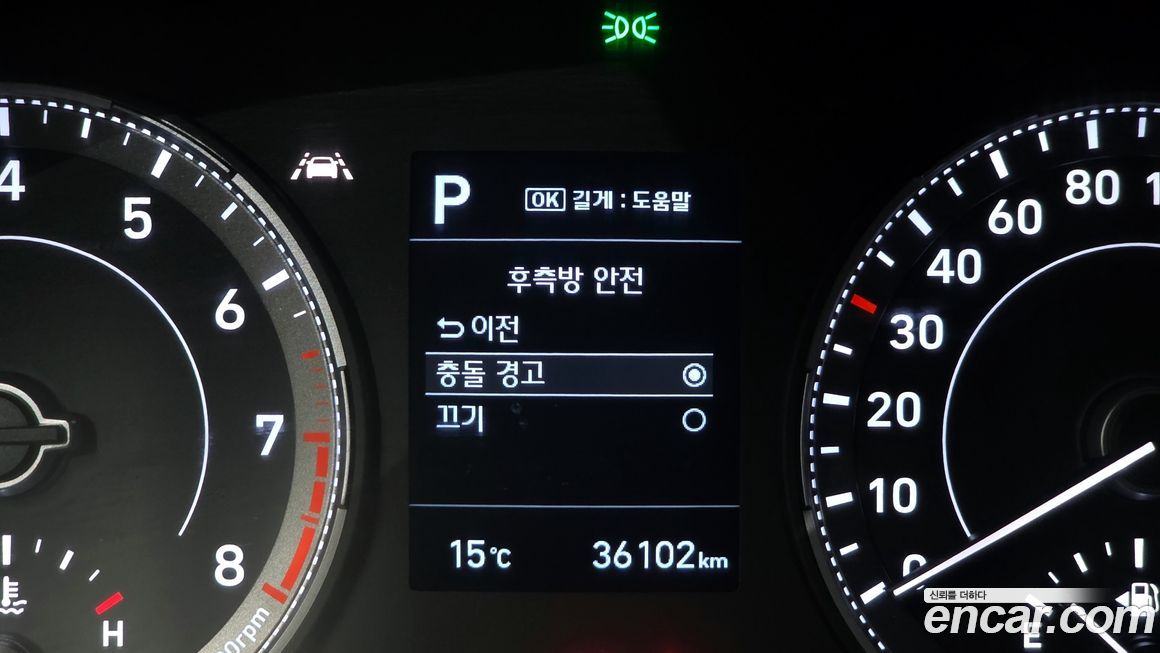 4
5
6
7
8
H
P
OK 길게 : 도움말
후측방 안전
이전
충돌 경고
끄기
15℃
36102km
80
60
40
30
20
10
0
E
신뢰를 더하다
encar.com